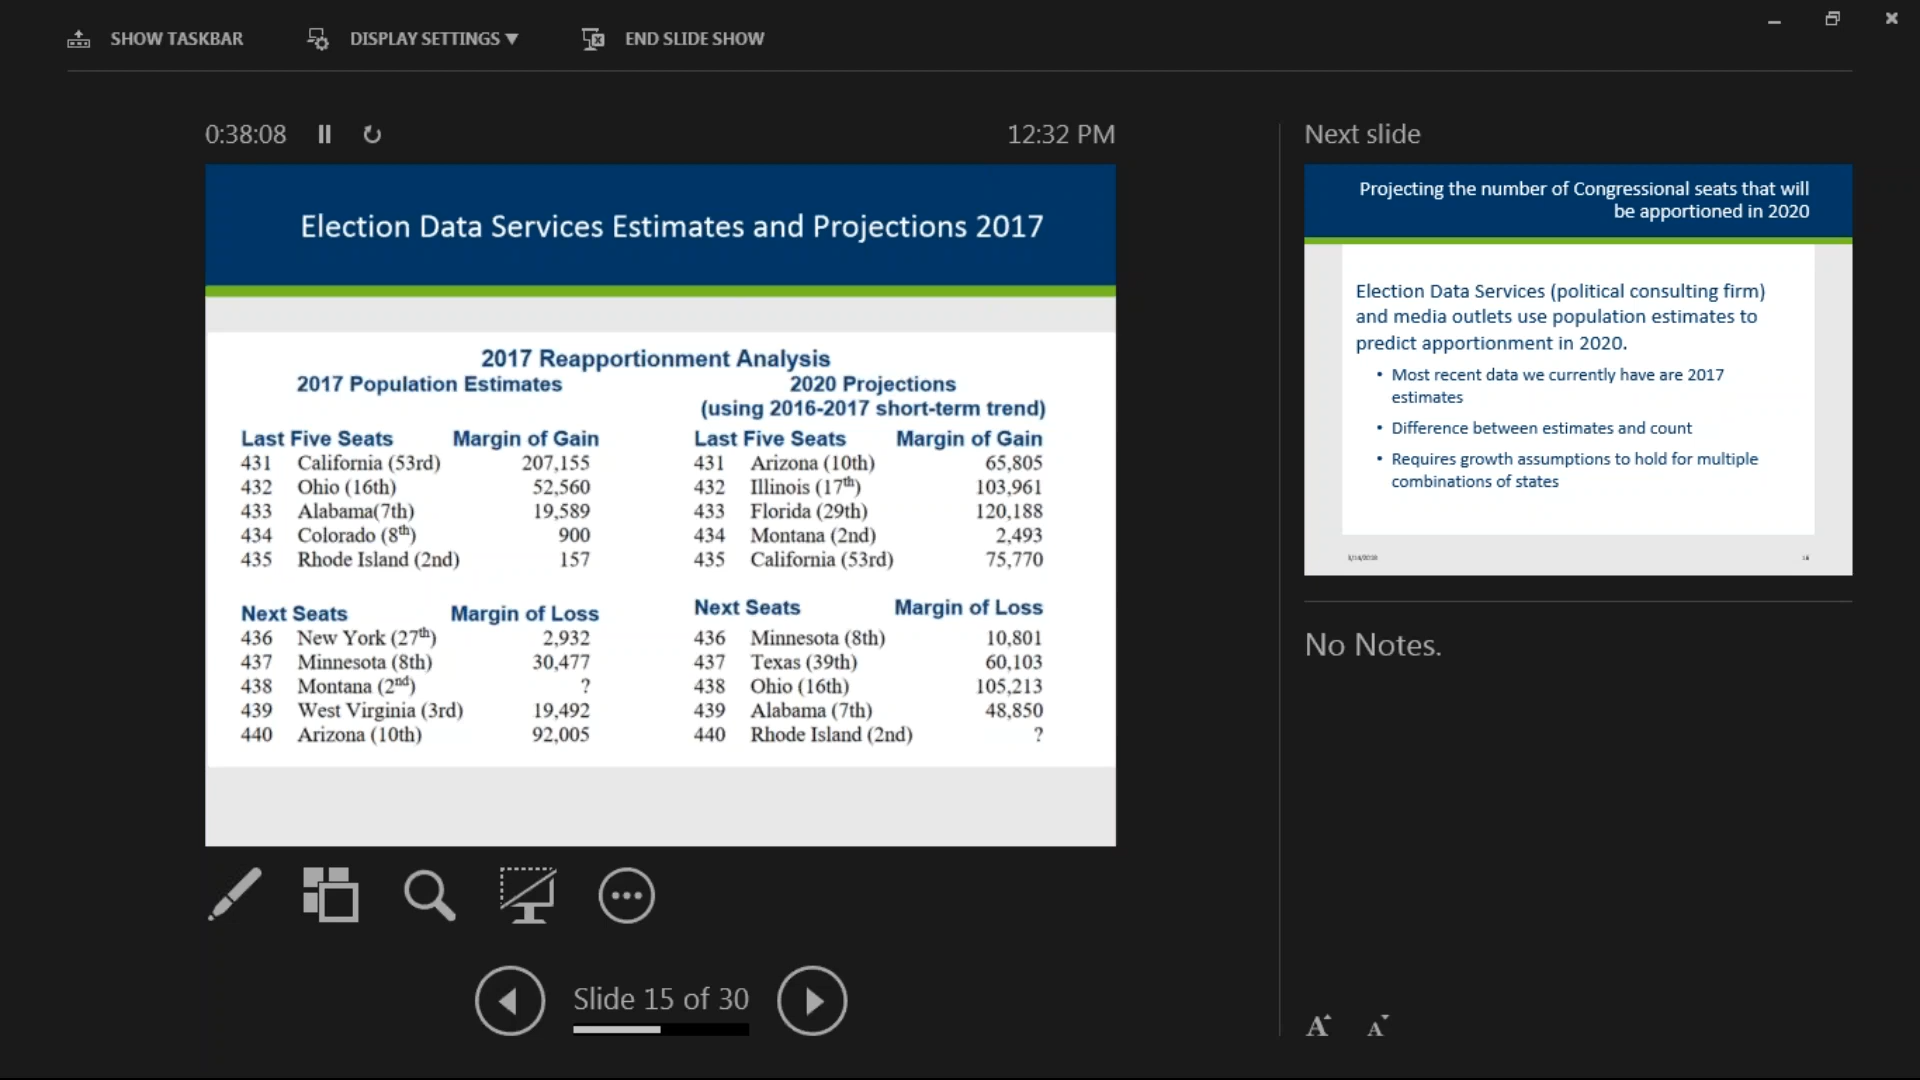 SHOW TASKBAR
DISPLAY SETTINGS ▼
END SLIDE SHOW
0:38:08
12:32 PM
Election Data Services Estimates and Projections 2017
2017 Reapportionment Analysis
2017 Population Estimates
2020 Projections
(using 2016-2017 short-term trend)
Last Five Seats Margin of Gain
431 California (53rd) 207,155
432 Ohio (16th) 52,560
433 Alabama(7th) 19,589
434 Colorado (8th) 900
435 Rhode Island (2nd) 157
Next Seats Margin of Loss
436 New York (27th) 2,932
437 Minnesota (8th) 30,477
438 Montana (2nd) ?
439 West Virginia (3rd) 19,492
440 Arizona (10th) 92,005
Last Five Seats Margin of Gain
431 Arizona (10th) 65,805
432 Illinois (17th) 103,961
433 Florida (29th) 120,188
434 Montana (2nd) 2,493
435 California (53rd) 75,770
Next Seats Margin of Loss
436 Minnesota (8th) 10,801
437 Texas (39th) 60,103
438 Ohio (16th) 105,213
439 Alabama (7th) 48,850
440 Rhode Island (2nd) ?
Slide 15 of 30
Next slide
Projecting the number of Congressional seats that will
be apportioned in 2020
Election Data Services (political consulting firm)
and media outlets use population estimates to
predict apportionment in 2020.
• Most recent data we currently have are 2017
estimates
• Difference between estimates and count
• Requires growth assumptions to hold for multiple
combinations of states
16
No Notes.
A A